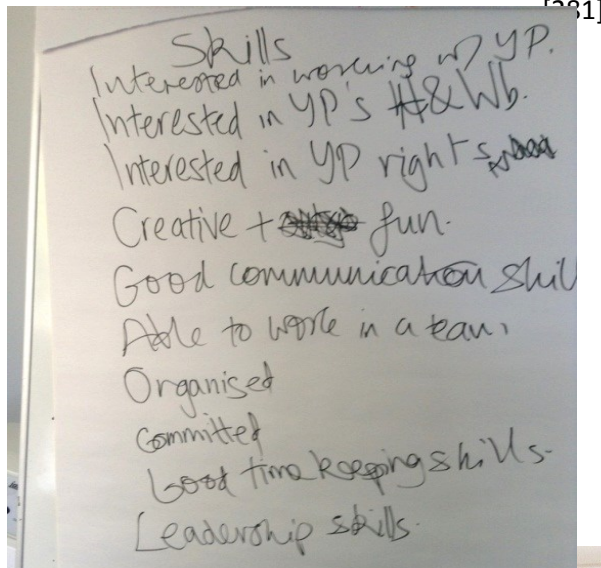 [281]
Skills
Interested in working w/ YP.
Interested in YP's H&Wb.
Interested in YP rights
Creative + fun.
Good communication skil
Able to work in a team.
Organised
Committed
Good time keeping skills.
Leadership skills.